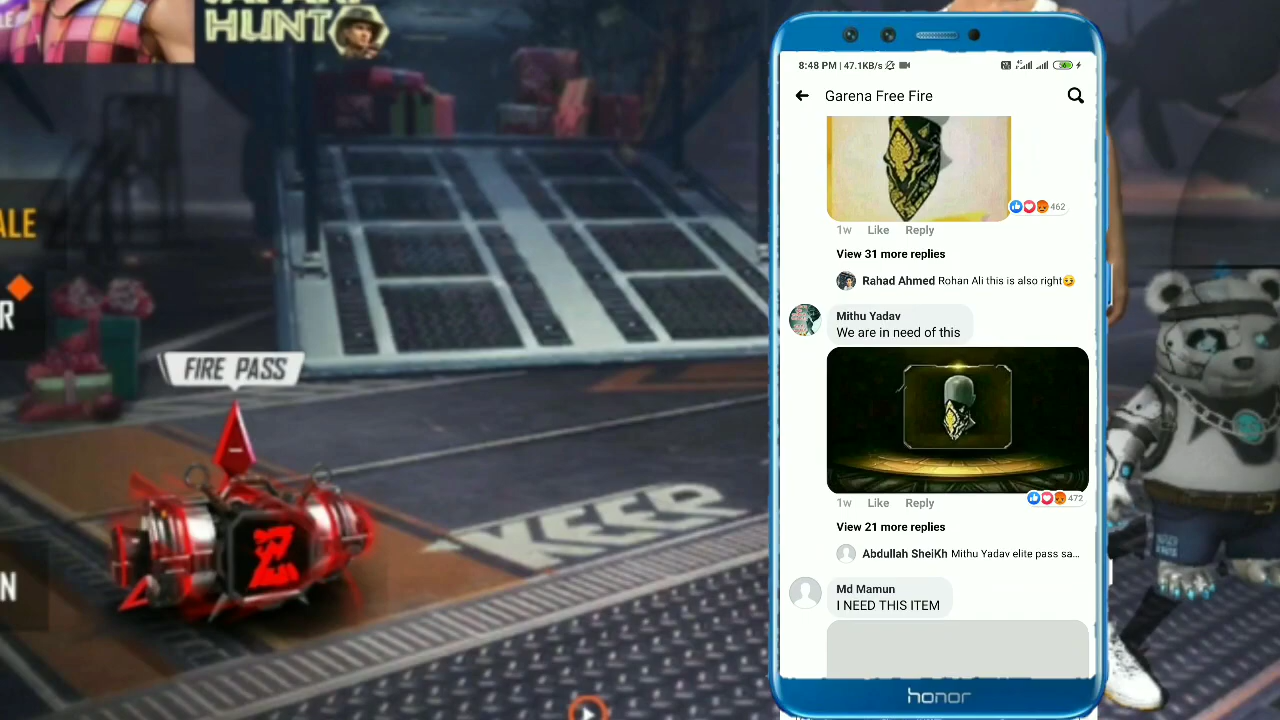 HUNT
ALE
R
FIRE PASS
KEEP
N
8:48 PM | 47.1KB/s
Garena Free Fire
462
1w Like Reply
View 31 more replies
Rahad Ahmed Rohan Ali this is also right😏
Mithu Yadav
We are in need of this
1w Like Reply
472
View 21 more replies
Abdullah SheiKh Mithu Yadav elite pass sa...
Md Mamun
I NEED THIS ITEM
honor